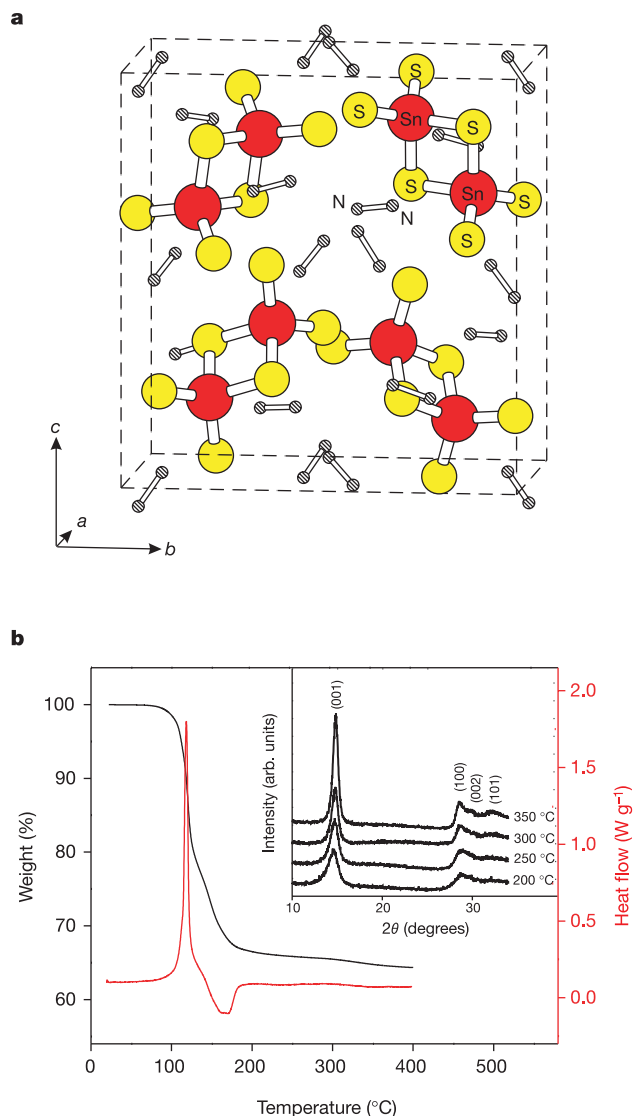 a
S
S
Sn
S
S
Sn
S
S
N
N
c
a
b
b
100
90
80
70
60
Weight (%)
0
100
200
300
400
500
Temperature (°C)
2.0
1.5
1.0
0.5
0.0
Heat flow (W g⁻¹)
Intensity (arb. units)
(001)
(100)
(002)
(101)
350 °C
300 °C
250 °C
200 °C
10
20
30
2θ (degrees)